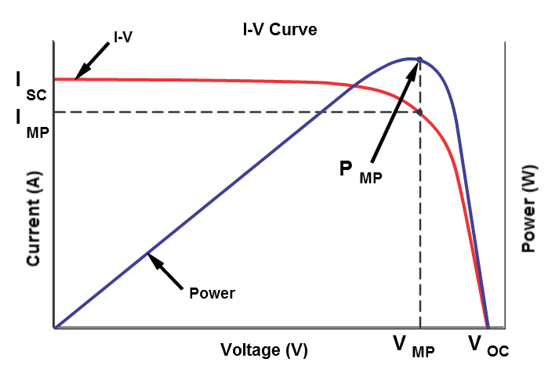 I-V Curve
I-V
I SC
I MP
P MP
Current (A)
Power (W)
Power
V MP
V OC
Voltage (V)